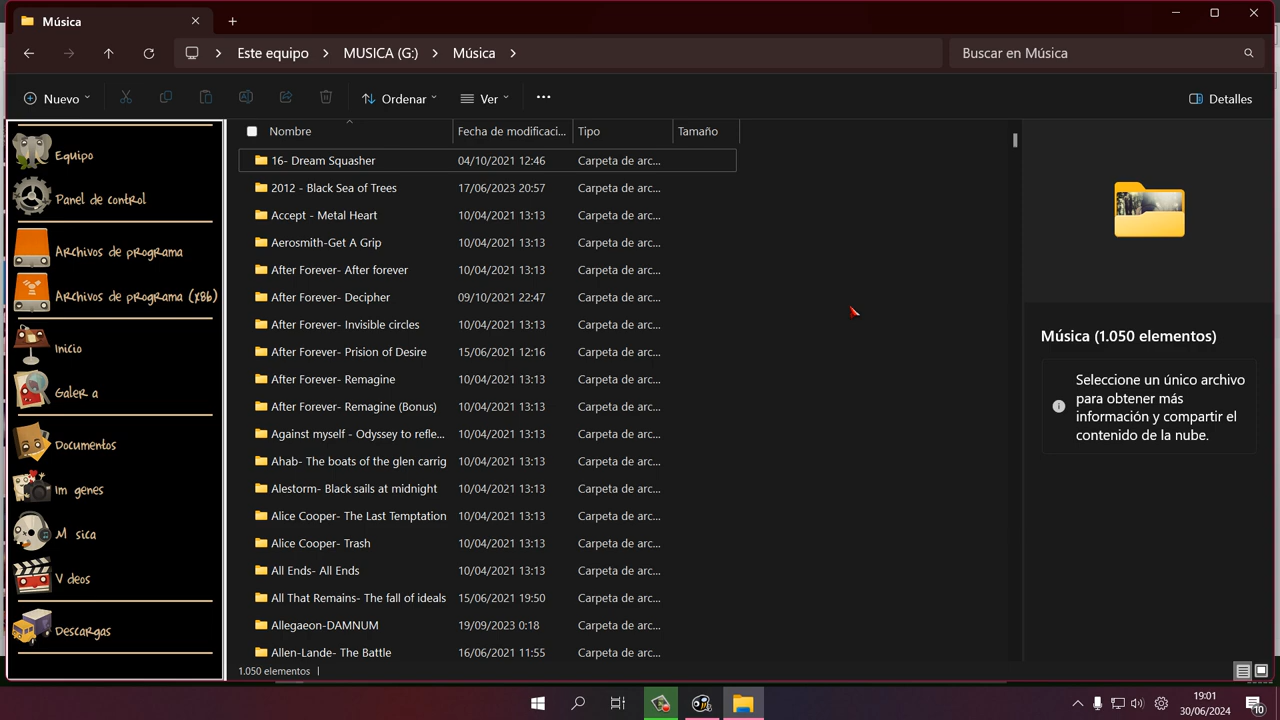 Música
Este equipo > MUSICA (G:) > Música >
Buscar en Música
Nuevo
Ordenar
Ver
Detalles
Equipo
Panel de control
Archivos de programa
Archivos de programa (x86)
Inicio
Galer a
Documentos
Im genes
M sica
V deos
Descargas
Nombre Fecha de modificaci... Tipo Tamaño
16- Dream Squasher 04/10/2021 12:46 Carpeta de arc...
2012 - Black Sea of Trees 17/06/2023 20:57 Carpeta de arc...
Accept - Metal Heart 10/04/2021 13:13 Carpeta de arc...
Aerosmith-Get A Grip 10/04/2021 13:13 Carpeta de arc...
After Forever- After forever 10/04/2021 13:13 Carpeta de arc...
After Forever- Decipher 09/10/2021 22:47 Carpeta de arc...
After Forever- Invisible circles 10/04/2021 13:13 Carpeta de arc...
After Forever- Prision of Desire 15/06/2021 12:16 Carpeta de arc...
After Forever- Remagine 10/04/2021 13:13 Carpeta de arc...
After Forever- Remagine (Bonus) 10/04/2021 13:13 Carpeta de arc...
Against myself - Odyssey to refle... 10/04/2021 13:13 Carpeta de arc...
Ahab- The boats of the glen carrig 10/04/2021 13:13 Carpeta de arc...
Alestorm- Black sails at midnight 10/04/2021 13:13 Carpeta de arc...
Alice Cooper- The Last Temptation 10/04/2021 13:13 Carpeta de arc...
Alice Cooper- Trash 10/04/2021 13:13 Carpeta de arc...
All Ends- All Ends 10/04/2021 13:13 Carpeta de arc...
All That Remains- The fall of ideals 15/06/2021 19:50 Carpeta de arc...
Allegaeon-DAMNUM 19/09/2023 0:18 Carpeta de arc...
Allen-Lande- The Battle 16/06/2021 11:55 Carpeta de arc...
Música (1.050 elementos)
Seleccione un único archivo
para obtener más
información y compartir el
contenido de la nube.
1.050 elementos
19:01
30/06/2024
10